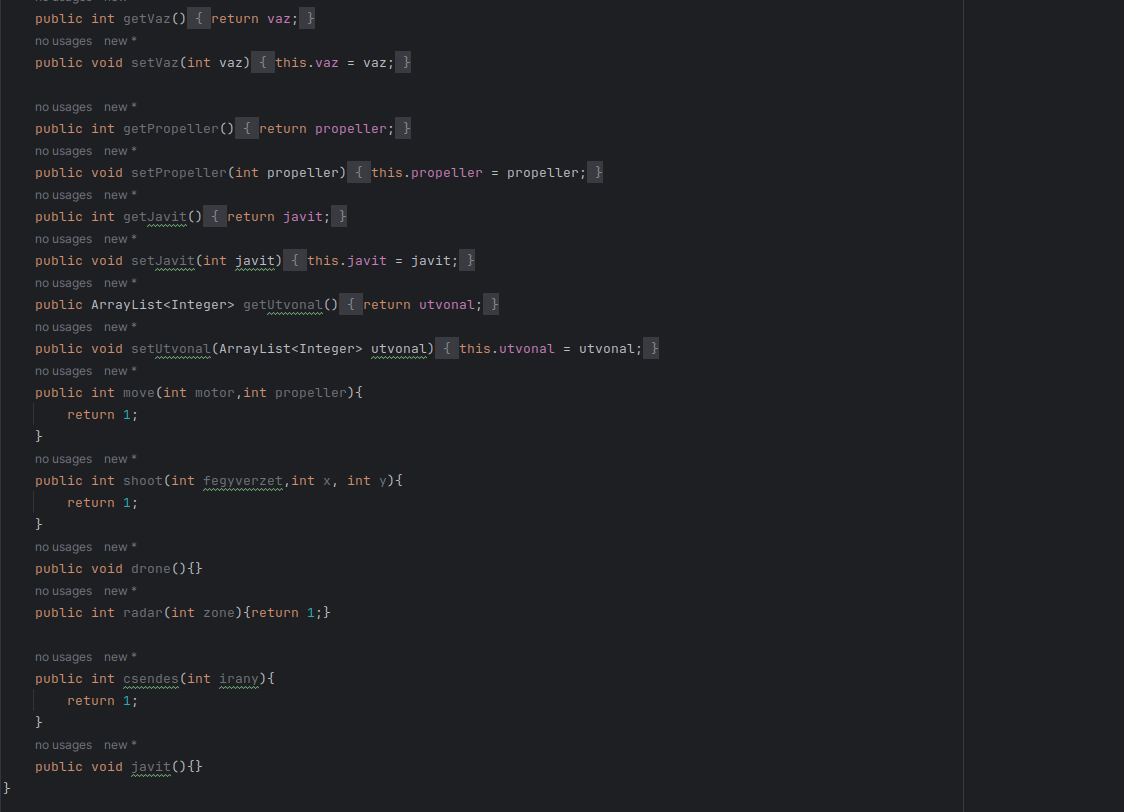 no usages new *
public int getVaz() { return vaz; }
no usages new *
public void setVaz(int vaz) { this.vaz = vaz; }
no usages new *
public int getPropeller() { return propeller; }
no usages new *
public void setPropeller(int propeller) { this.propeller = propeller; }
no usages new *
public int getJavit() { return javit; }
no usages new *
public void setJavit(int javit) { this.javit = javit; }
no usages new *
public ArrayList<Integer> getUtvonal() { return utvonal; }
no usages new *
public void setUtvonal(ArrayList<Integer> utvonal) { this.utvonal = utvonal; }
no usages new *
public int move(int motor,int propeller){
return 1;
}
no usages new *
public int shoot(int fegyverzet,int x, int y){
return 1;
}
no usages new *
public void drone(){}
no usages new *
public int radar(int zone){return 1;}
no usages new *
public int csendes(int irany){
return 1;
}
no usages new *
public void javit(){}
}